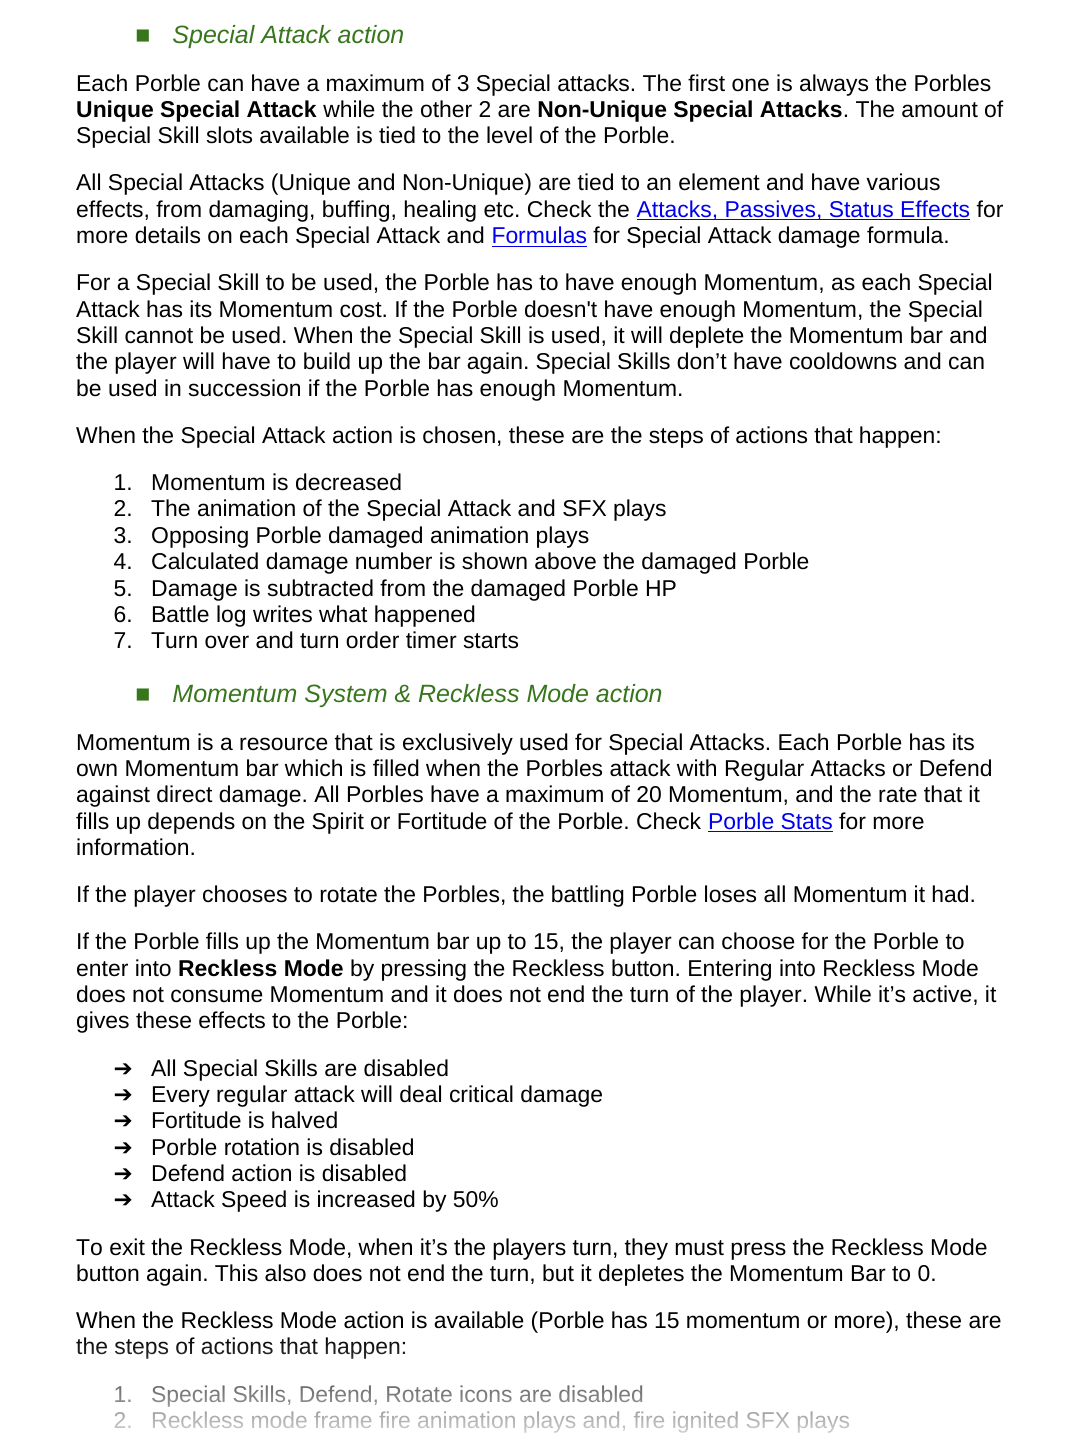 ■ Special Attack action
Each Porble can have a maximum of 3 Special attacks. The first one is always the Porbles
Unique Special Attack while the other 2 are Non-Unique Special Attacks. The amount of
Special Skill slots available is tied to the level of the Porble.
All Special Attacks (Unique and Non-Unique) are tied to an element and have various
effects, from damaging, buffing, healing etc. Check the Attacks, Passives, Status Effects for
more details on each Special Attack and Formulas for Special Attack damage formula.
For a Special Skill to be used, the Porble has to have enough Momentum, as each Special
Attack has its Momentum cost. If the Porble doesn't have enough Momentum, the Special
Skill cannot be used. When the Special Skill is used, it will deplete the Momentum bar and
the player will have to build up the bar again. Special Skills don’t have cooldowns and can
be used in succession if the Porble has enough Momentum.
When the Special Attack action is chosen, these are the steps of actions that happen:
1. Momentum is decreased
2. The animation of the Special Attack and SFX plays
3. Opposing Porble damaged animation plays
4. Calculated damage number is shown above the damaged Porble
5. Damage is subtracted from the damaged Porble HP
6. Battle log writes what happened
7. Turn over and turn order timer starts
■ Momentum System & Reckless Mode action
Momentum is a resource that is exclusively used for Special Attacks. Each Porble has its
own Momentum bar which is filled when the Porbles attack with Regular Attacks or Defend
against direct damage. All Porbles have a maximum of 20 Momentum, and the rate that it
fills up depends on the Spirit or Fortitude of the Porble. Check Porble Stats for more
information.
If the player chooses to rotate the Porbles, the battling Porble loses all Momentum it had.
If the Porble fills up the Momentum bar up to 15, the player can choose for the Porble to
enter into Reckless Mode by pressing the Reckless button. Entering into Reckless Mode
does not consume Momentum and it does not end the turn of the player. While it’s active, it
gives these effects to the Porble:
➔ All Special Skills are disabled
➔ Every regular attack will deal critical damage
➔ Fortitude is halved
➔ Porble rotation is disabled
➔ Defend action is disabled
➔ Attack Speed is increased by 50%
To exit the Reckless Mode, when it’s the players turn, they must press the Reckless Mode
button again. This also does not end the turn, but it depletes the Momentum Bar to 0.
When the Reckless Mode action is available (Porble has 15 momentum or more), these are
the steps of actions that happen:
1. Special Skills, Defend, Rotate icons are disabled
2. Reckless mode frame fire animation plays and, fire ignited SFX plays